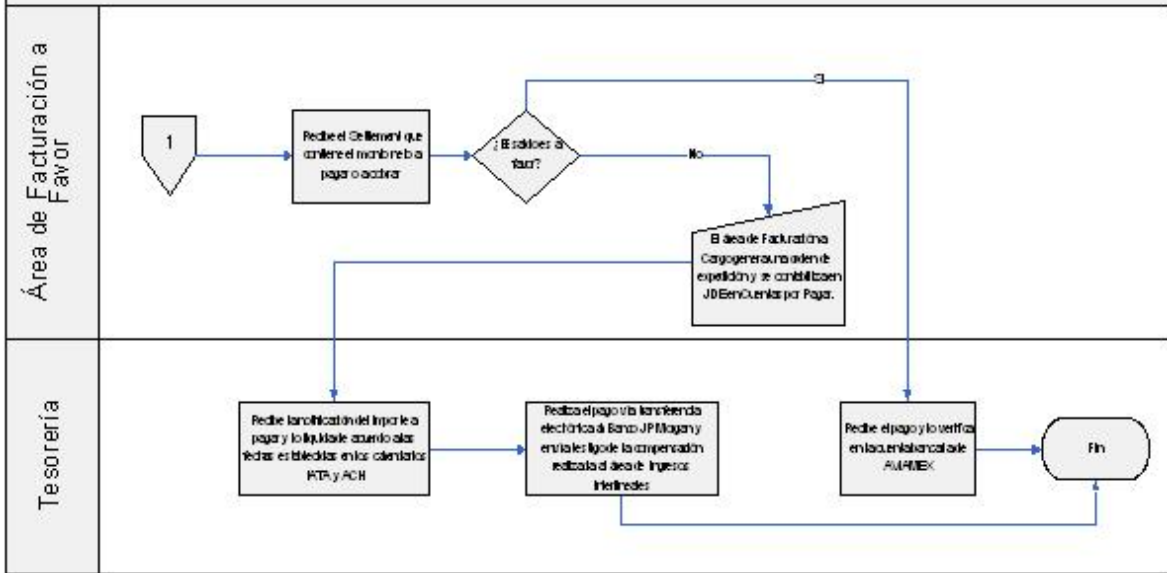 Área de Facturación a
Favor
1
Recibe el Settlement que
contiene el monto neto a
pagar o a cobrar
¿El saldo es a
favor?
Si
No
El área de Facturación a
Cargo genera una orden de
expedición y se contabiliza en
JDE en Cuentas por Pagar.
Tesorería
Recibe la notificación del importe a
pagar y lo liquida de acuerdo a las
fechas establecidas en los calendarios
IATA y ACH
Realiza el pago vía transferencia
electrónica al Banco JP Morgan y
envía testigo de la compensación
realizada al área de Ingresos
Interlineales
Recibe el pago y lo verifica
en la cuenta bancaria de
AMAMEX
Fin